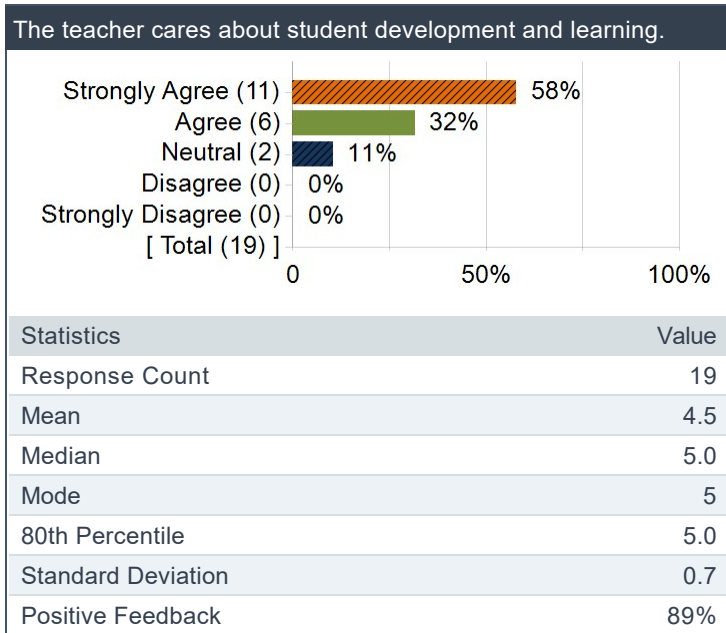 The teacher cares about student development and learning.
Strongly Agree (11) 58%
Agree (6) 32%
Neutral (2) 11%
Disagree (0) 0%
Strongly Disagree (0) 0%
[ Total (19) ]
0 50% 100%
Statistics Value
Response Count 19
Mean 4.5
Median 5.0
Mode 5
80th Percentile 5.0
Standard Deviation 0.7
Positive Feedback 89%